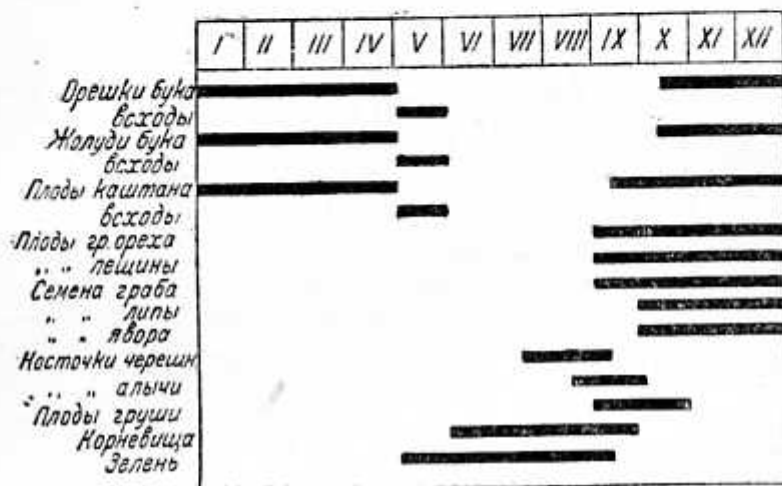 I II III IV V VI VII VIII IX X XI XII
Орешки бука
всходы
Жолуди бука
всходы
Плоды каштана
всходы
Плоды гр. ореха
„ „ лещины
Семена граба
„ „ липы
„ „ явора
Косточки черешн
„ „ алычи
Плоды груши
Корневища
Зелень